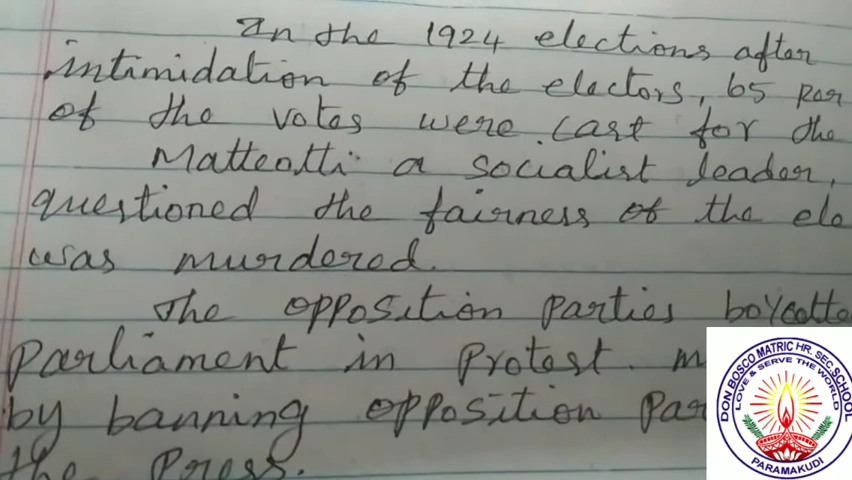 In the 1924 elections after
intimidation of the electors, 65 per
of the votes were cast for the
Matteotti a socialist leader,
questioned the fairness of the ele
was murdered.
The opposition parties boycotte
Parliament in Protest. m
by banning opposition Par
the Press.
DON BOSCO MATRIC HR. SEC. SCHOOL
LOVE & SERVE THE WORLD
PARAMAKUDI